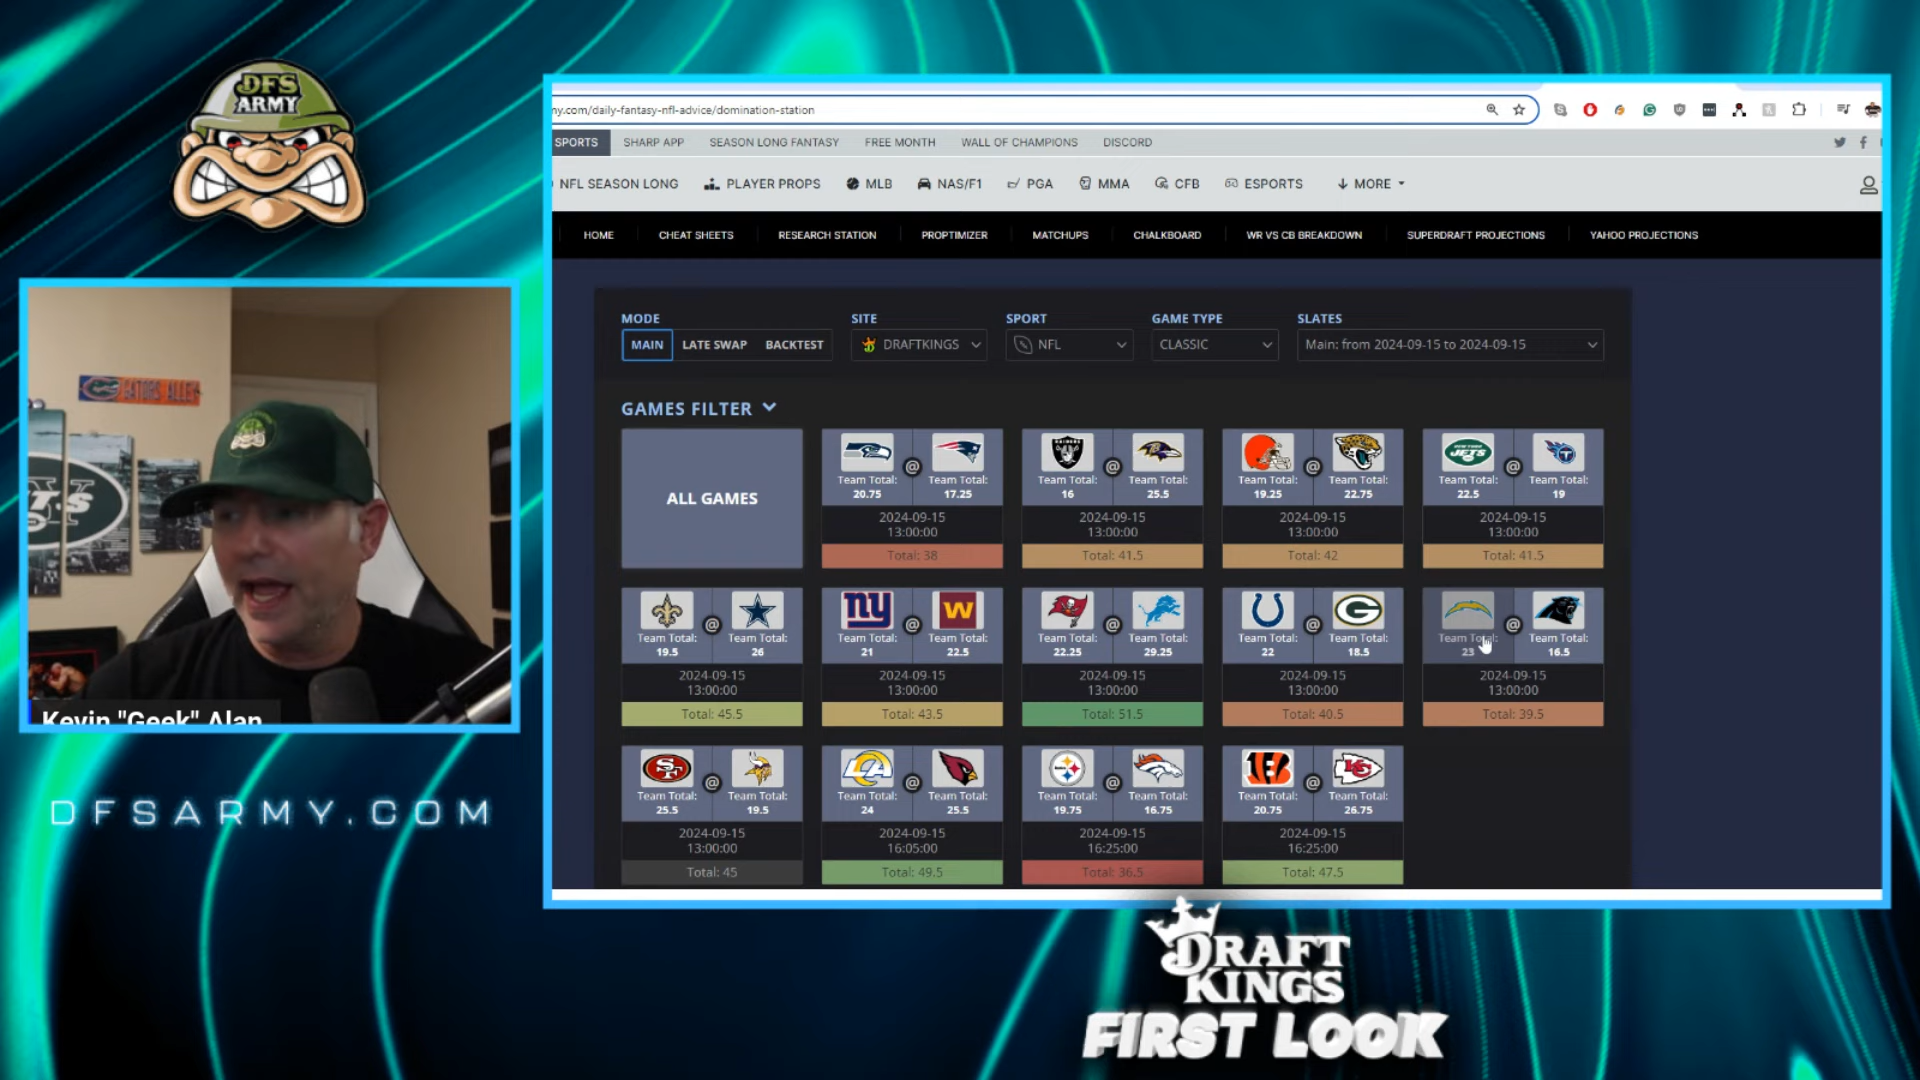 DFS
ARMY
ny.com/daily-fantasy-nfl-advice/domination-station
SPORTS SHARP APP SEASON LONG FANTASY FREE MONTH WALL OF CHAMPIONS DISCORD
NFL SEASON LONG PLAYER PROPS MLB NAS/F1 PGA MMA CFB ESPORTS MORE
HOME CHEAT SHEETS RESEARCH STATION PROPTIMIZER MATCHUPS CHALKBOARD WR VS CB BREAKDOWN SUPERDRAFT PROJECTIONS YAHOO PROJECTIONS
MODE SITE SPORT GAME TYPE SLATES
MAIN LATE SWAP BACKTEST DRAFTKINGS NFL CLASSIC Main: from 2024-09-15 to 2024-09-15
GAMES FILTER
ALL GAMES
Team Total: @ Team Total: Team Total: @ Team Total: Team Total: @ Team Total: Team Total: @ Team Total:
20.75 17.25 16 25.5 19.25 22.75 22.5 19
2024-09-15 2024-09-15 2024-09-15 2024-09-15
13:00:00 13:00:00 13:00:00 13:00:00
Total: 38 Total: 41.5 Total: 42 Total: 41.5
Team Total: @ Team Total: Team Total: @ Team Total: Team Total: @ Team Total: Team Total: @ Team Total: Team Total: @ Team Total:
19.5 26 21 22.5 22.25 29.25 22 18.5 23 16.5
2024-09-15 2024-09-15 2024-09-15 2024-09-15 2024-09-15
13:00:00 13:00:00 13:00:00 13:00:00 13:00:00
Total: 45.5 Total: 43.5 Total: 51.5 Total: 40.5 Total: 39.5
Team Total: @ Team Total: Team Total: @ Team Total: Team Total: @ Team Total: Team Total: @ Team Total:
25.5 19.5 24 25.5 19.75 16.75 20.75 26.75
2024-09-15 2024-09-15 2024-09-15 2024-09-15
13:00:00 16:05:00 16:25:00 16:25:00
Total: 45 Total: 49.5 Total: 36.5 Total: 47.5
GATORS ALLEY
Kevin "Geek" Alan
DFSARMY.COM
DRAFT
KINGS
FIRST LOOK